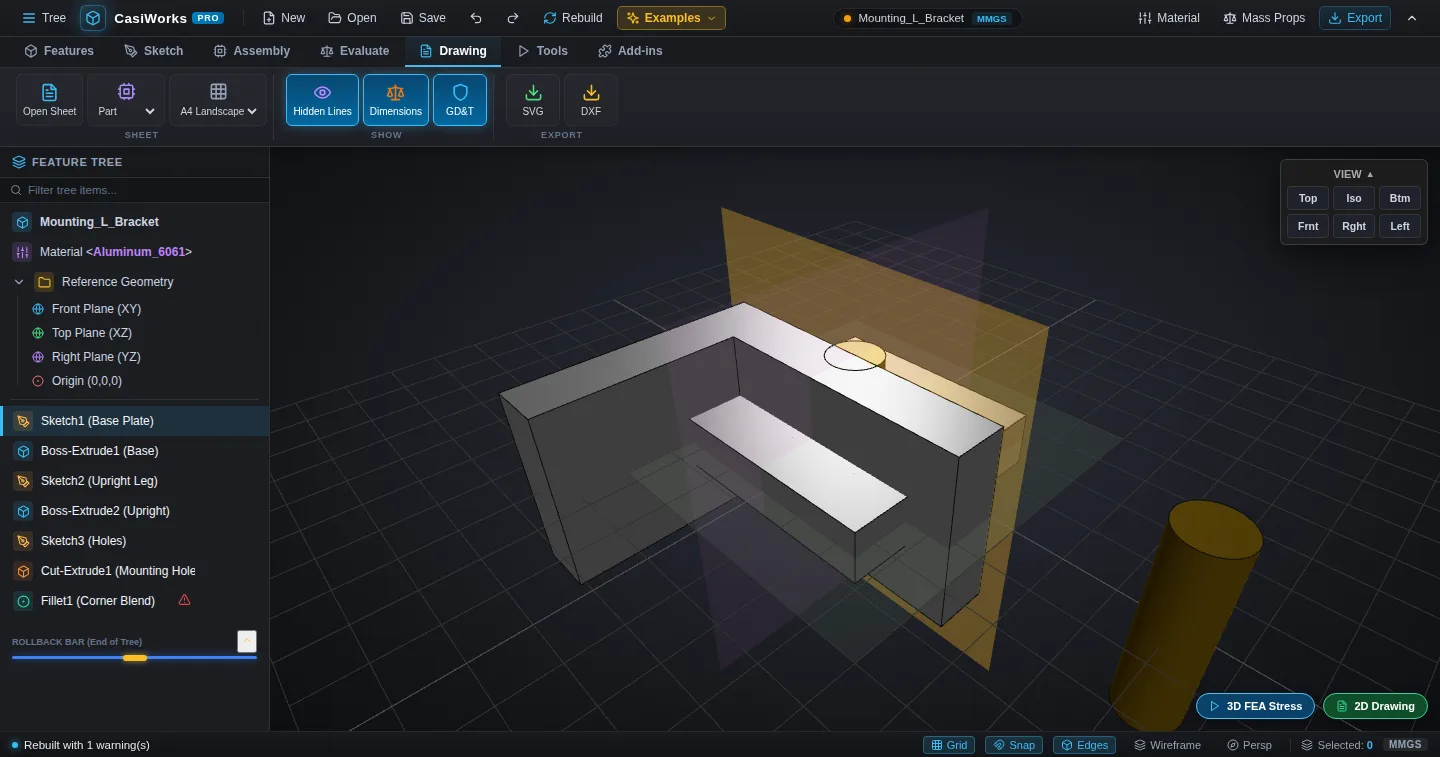 Tree
CasiWorks PRO
New
Open
Save
Rebuild
Examples
Mounting_L_Bracket MMGS
Material
Mass Props
Export
Features
Sketch
Assembly
Evaluate
Drawing
Tools
Add-ins
Open Sheet
Part
A4 Landscape
SHEET
Hidden Lines
Dimensions
GD&T
SHOW
SVG
DXF
EXPORT
FEATURE TREE
Filter tree items...
Mounting_L_Bracket
Material <Aluminum_6061>
Reference Geometry
Front Plane (XY)
Top Plane (XZ)
Right Plane (YZ)
Origin (0,0,0)
Sketch1 (Base Plate)
Boss-Extrude1 (Base)
Sketch2 (Upright Leg)
Boss-Extrude2 (Upright)
Sketch3 (Holes)
Cut-Extrude1 (Mounting Hole
Fillet1 (Corner Blend)
ROLLBACK BAR (End of Tree)
VIEW ▲
Top Iso Btm
Frnt Rght Left
3D FEA Stress
2D Drawing
Rebuilt with 1 warning(s)
Grid
Snap
Edges
Wireframe
Persp
Selected: 0
MMGS